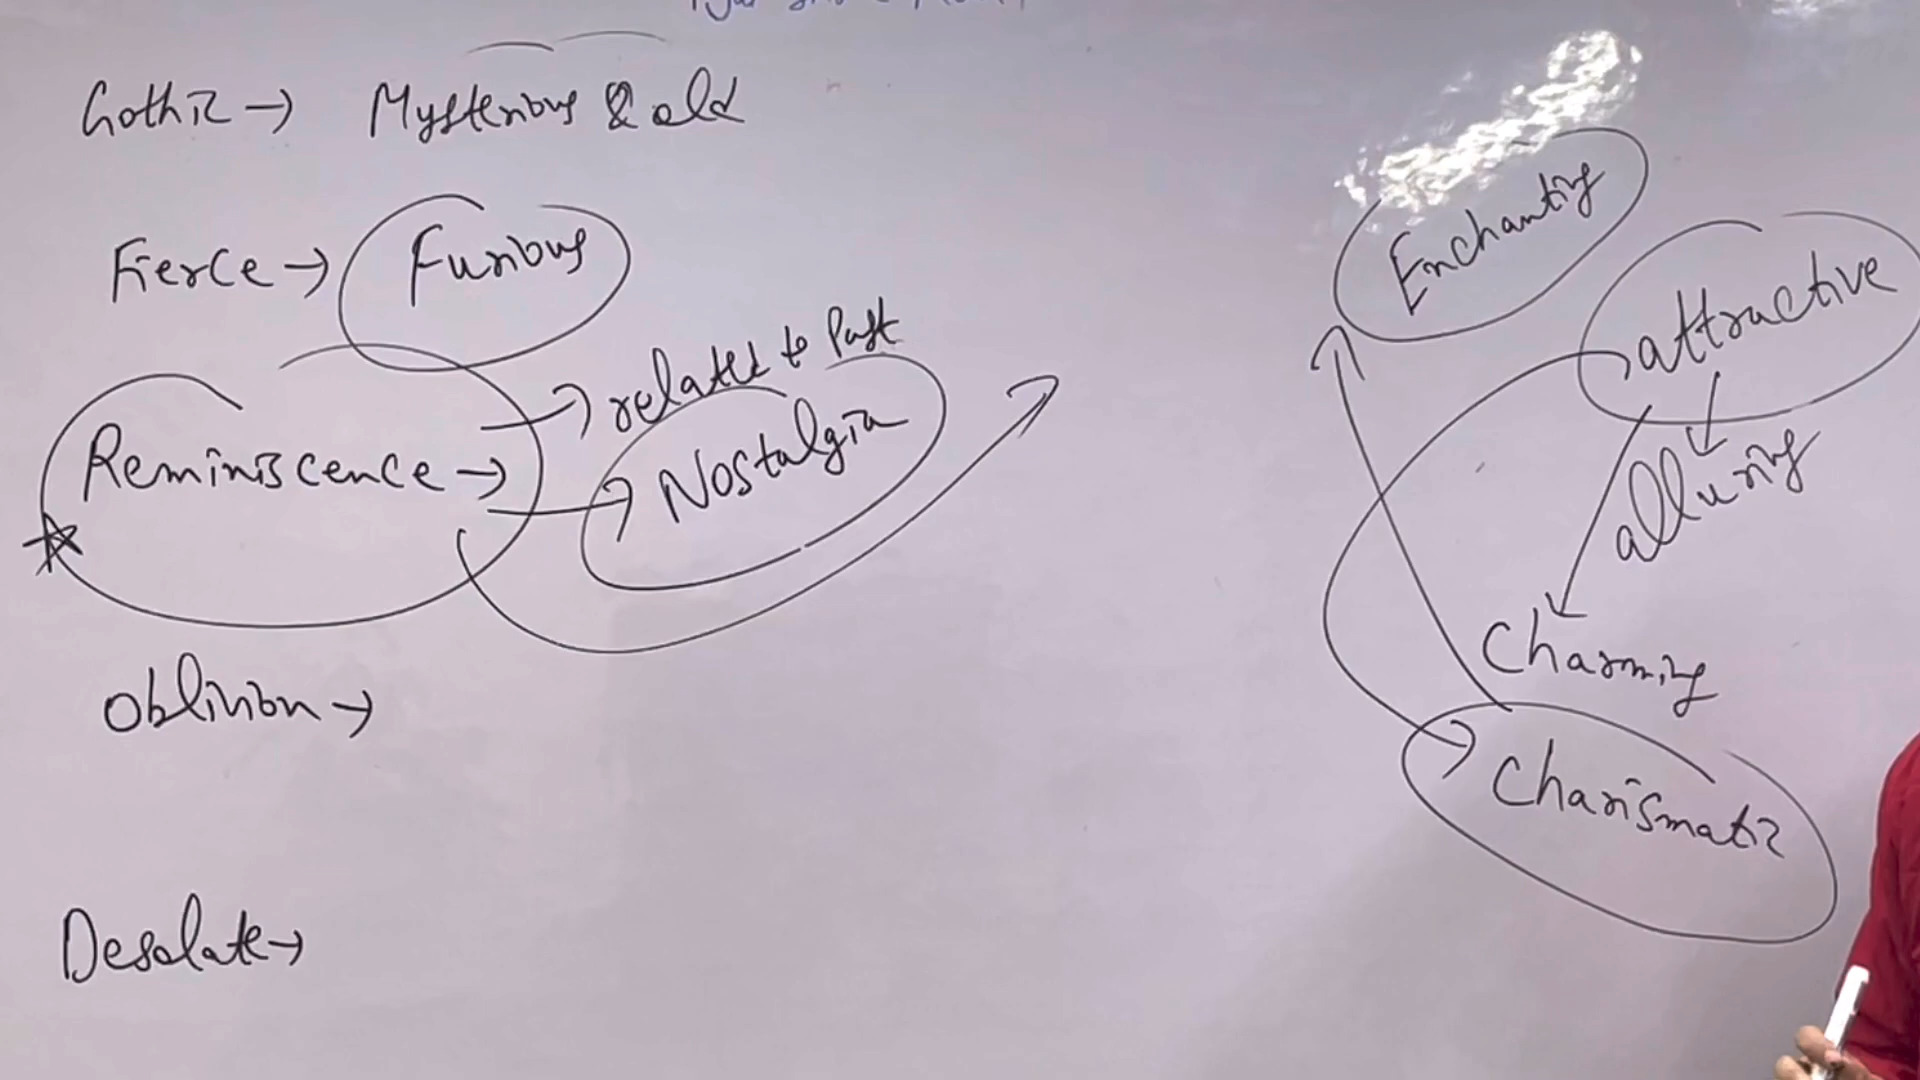 Gothic → Mysterious & old
Fierce → Furious
Reminiscence → related to Past
→ Nostalgia
Oblivion →
Desolate →
Enchanting
attractive
alluring
Charming
Charismatic